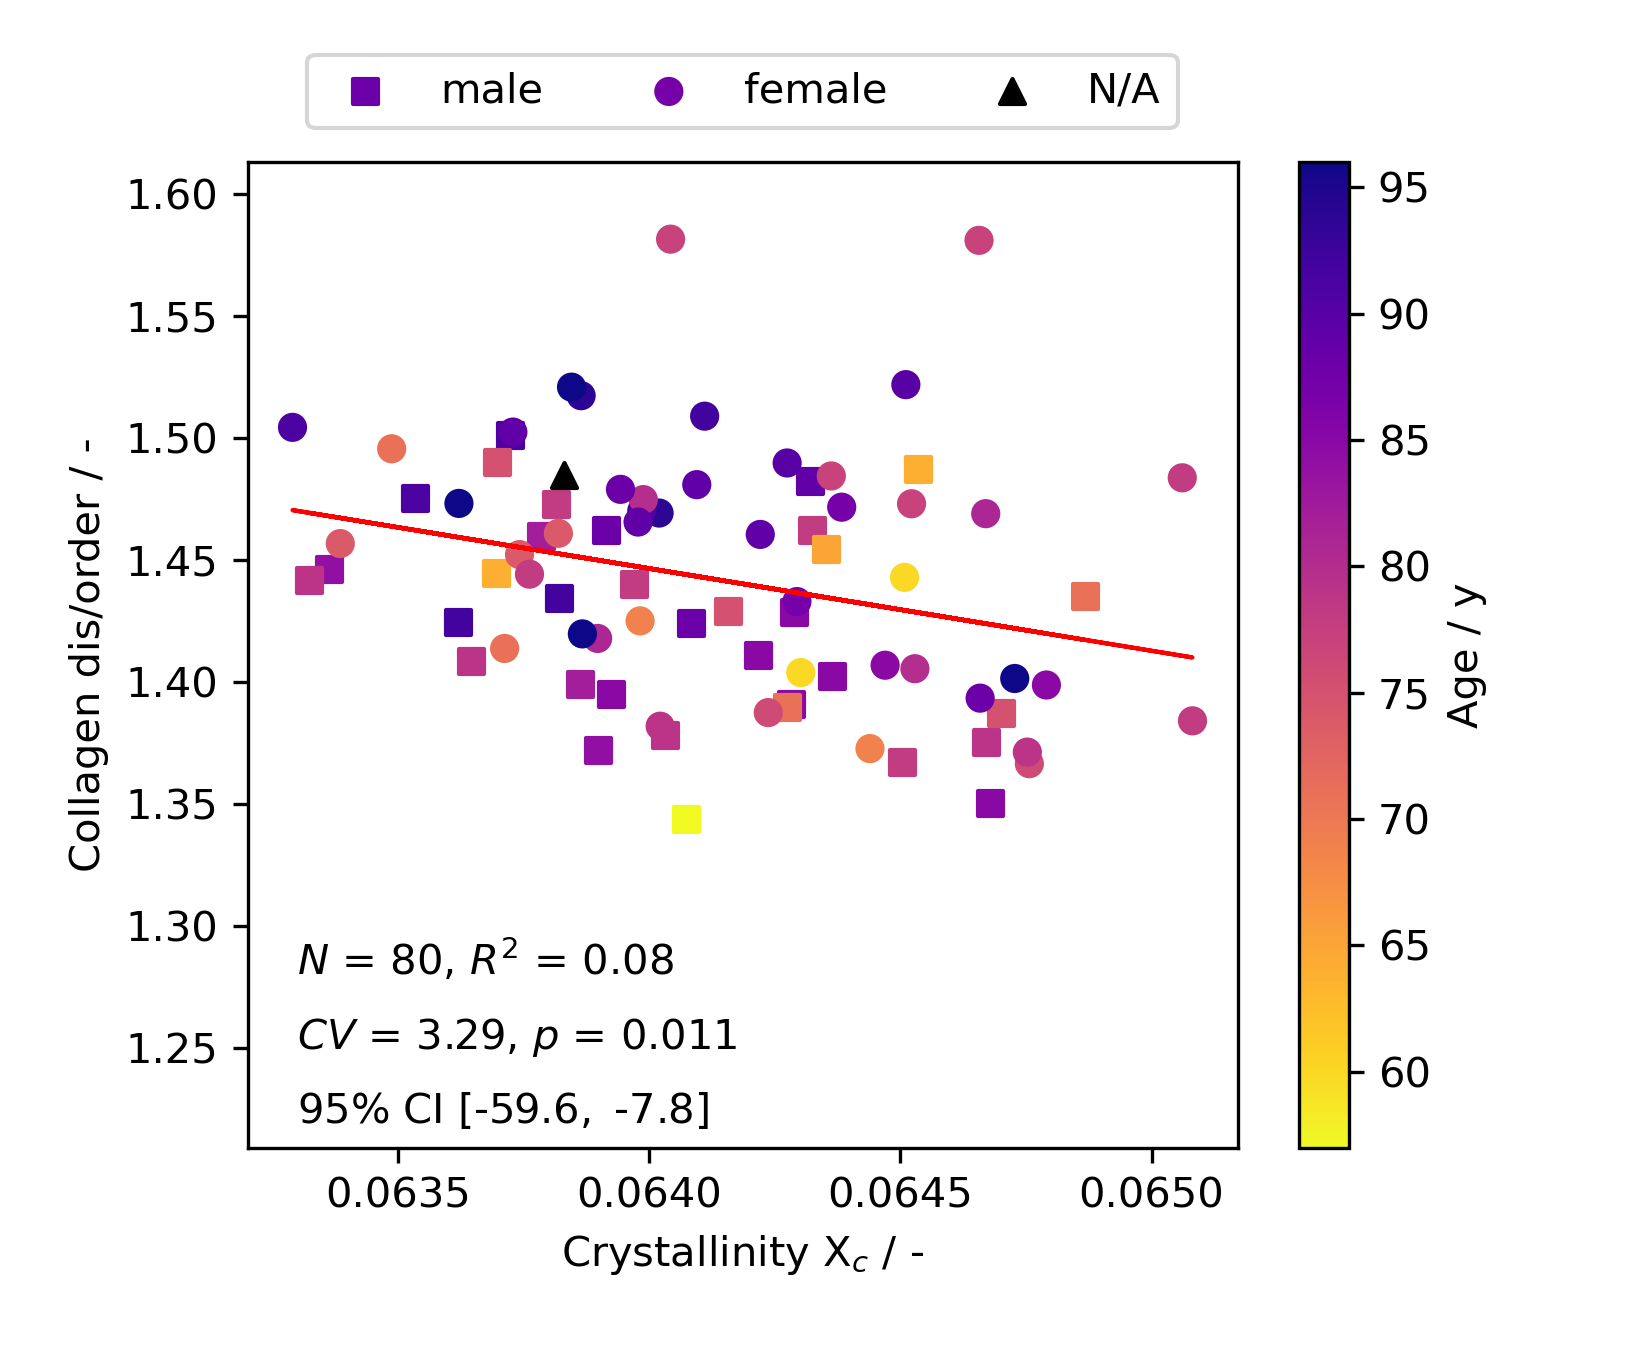 male female N/A
1.60
1.55
1.50
1.45
1.40
1.35
1.30
1.25
Collagen dis/order / -
N = 80, R² = 0.08
CV = 3.29, p = 0.011
95% CI [-59.6, -7.8]
0.0635 0.0640 0.0645 0.0650
Crystallinity X_c / -
95
90
85
80
75
70
65
60
Age / y